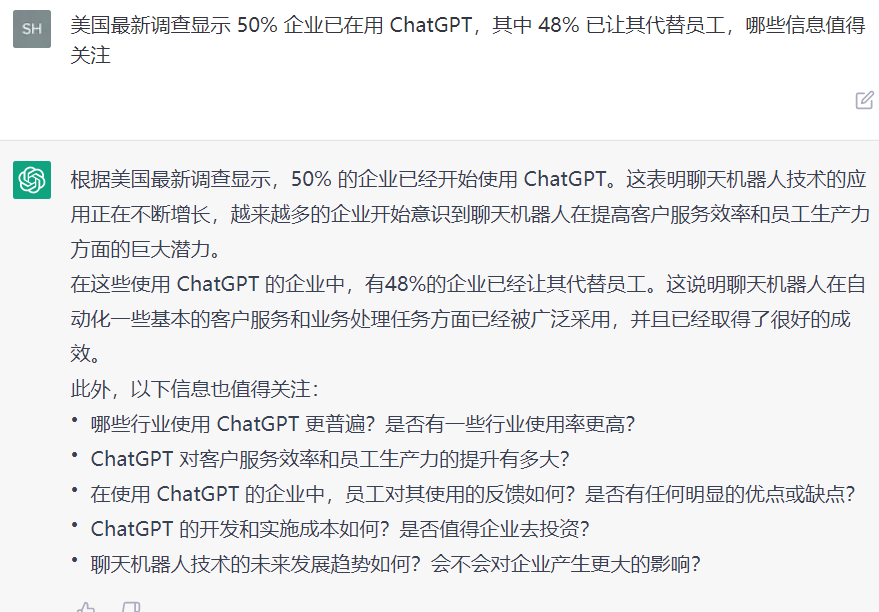 SH
美国最新调查显示 50% 企业已在用 ChatGPT，其中 48% 已让其代替员工，哪些信息值得
关注
根据美国最新调查显示，50% 的企业已经开始使用 ChatGPT。这表明聊天机器人技术的应
用正在不断增长，越来越多的企业开始意识到聊天机器人在提高客户服务效率和员工生产力
方面的巨大潜力。
在这些使用 ChatGPT 的企业中，有48%的企业已经让其代替员工。这说明聊天机器人在自
动化一些基本的客户服务和业务处理任务方面已经被广泛采用，并且已经取得了很好的成
效。
此外，以下信息也值得关注：
• 哪些行业使用 ChatGPT 更普遍？是否有一些行业使用率更高？
• ChatGPT 对客户服务效率和员工生产力的提升有多大？
• 在使用 ChatGPT 的企业中，员工对其使用的反馈如何？是否有任何明显的优点或缺点？
• ChatGPT 的开发和实施成本如何？是否值得企业去投资？
• 聊天机器人技术的未来发展趋势如何？会不会对企业产生更大的影响？